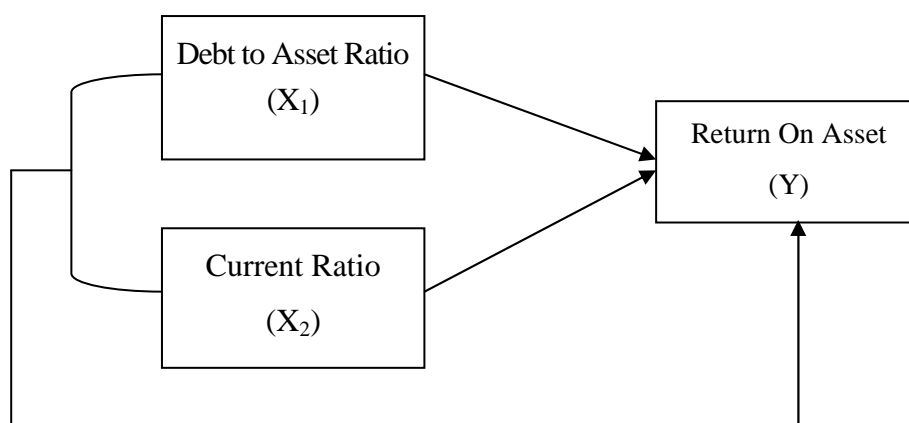 Debt to Asset Ratio
(X₁)
Return On Asset
(Y)
Current Ratio
(X₂)